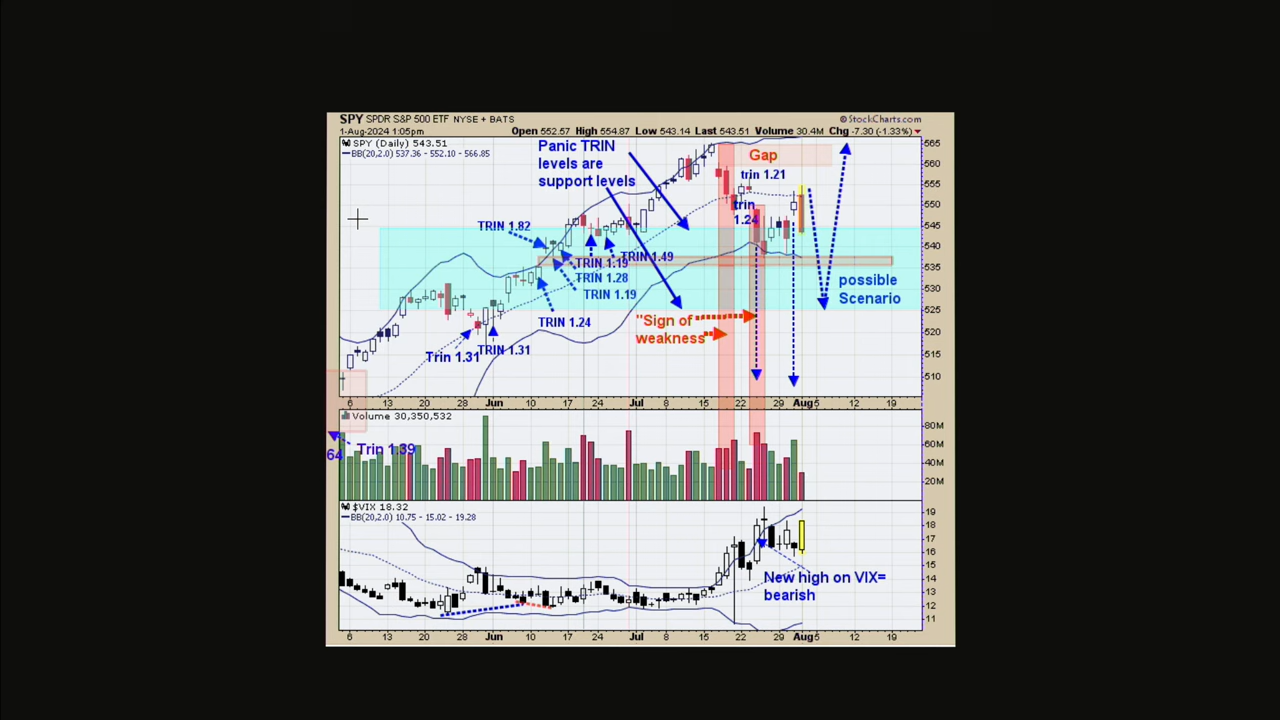 SPY SPDR S&P 500 ETF NYSE + BATS
© StockCharts.com
1-Aug-2024 1:05pm
Open 552.57 High 554.87 Low 543.14 Last 543.51 Volume 30.4M Chg -7.30 (-1.33%)
SPY (Daily) 543.51
BB(20,2.0) 537.36 - 552.10 - 566.85
Panic TRIN
levels are
support levels
Gap
trin 1.21
trin
1.24
TRIN 1.82
TRIN 1.49
TRIN 1.19
TRIN 1.28
TRIN 1.19
TRIN 1.24
Trin 1.31
TRIN 1.31
"Sign of
weakness
possible
Scenario
565
560
555
550
545
540
535
530
525
520
515
510
6 13 20 28 Jun 10 17 24 Jul 8 15 22 29 Aug 5 12 19
Volume 30,350,532
Trin 1.39
64
80M
60M
40M
20M
$VIX 18.32
BB(20,2.0) 10.75 - 15.02 - 19.28
New high on VIX=
bearish
19
18
17
16
15
14
13
12
11
6 13 20 28 Jun 10 17 24 Jul 8 15 22 29 Aug 5 12 19